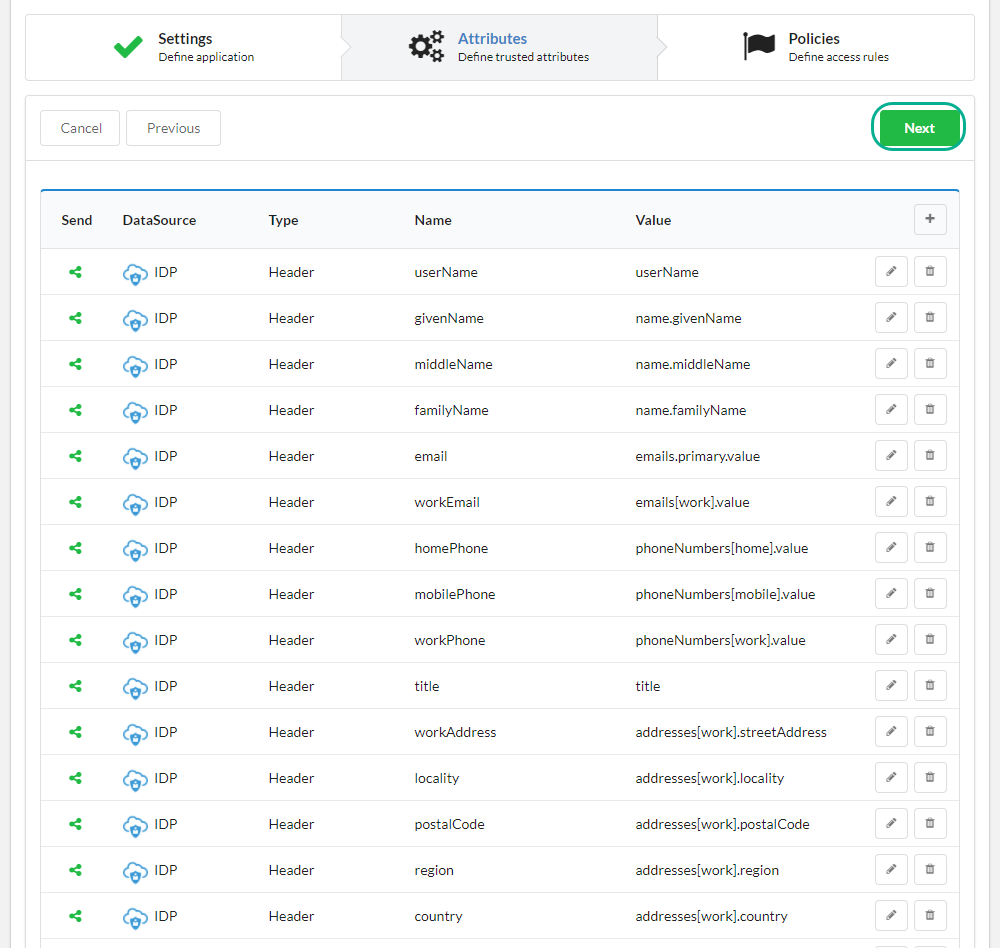 Settings
Define application
Attributes
Define trusted attributes
Policies
Define access rules
Cancel Previous Next
Send DataSource Type Name Value +
IDP Header userName userName
IDP Header givenName name.givenName
IDP Header middleName name.middleName
IDP Header familyName name.familyName
IDP Header email emails.primary.value
IDP Header workEmail emails[work].value
IDP Header homePhone phoneNumbers[home].value
IDP Header mobilePhone phoneNumbers[mobile].value
IDP Header workPhone phoneNumbers[work].value
IDP Header title title
IDP Header workAddress addresses[work].streetAddress
IDP Header locality addresses[work].locality
IDP Header postalCode addresses[work].postalCode
IDP Header region addresses[work].region
IDP Header country addresses[work].country